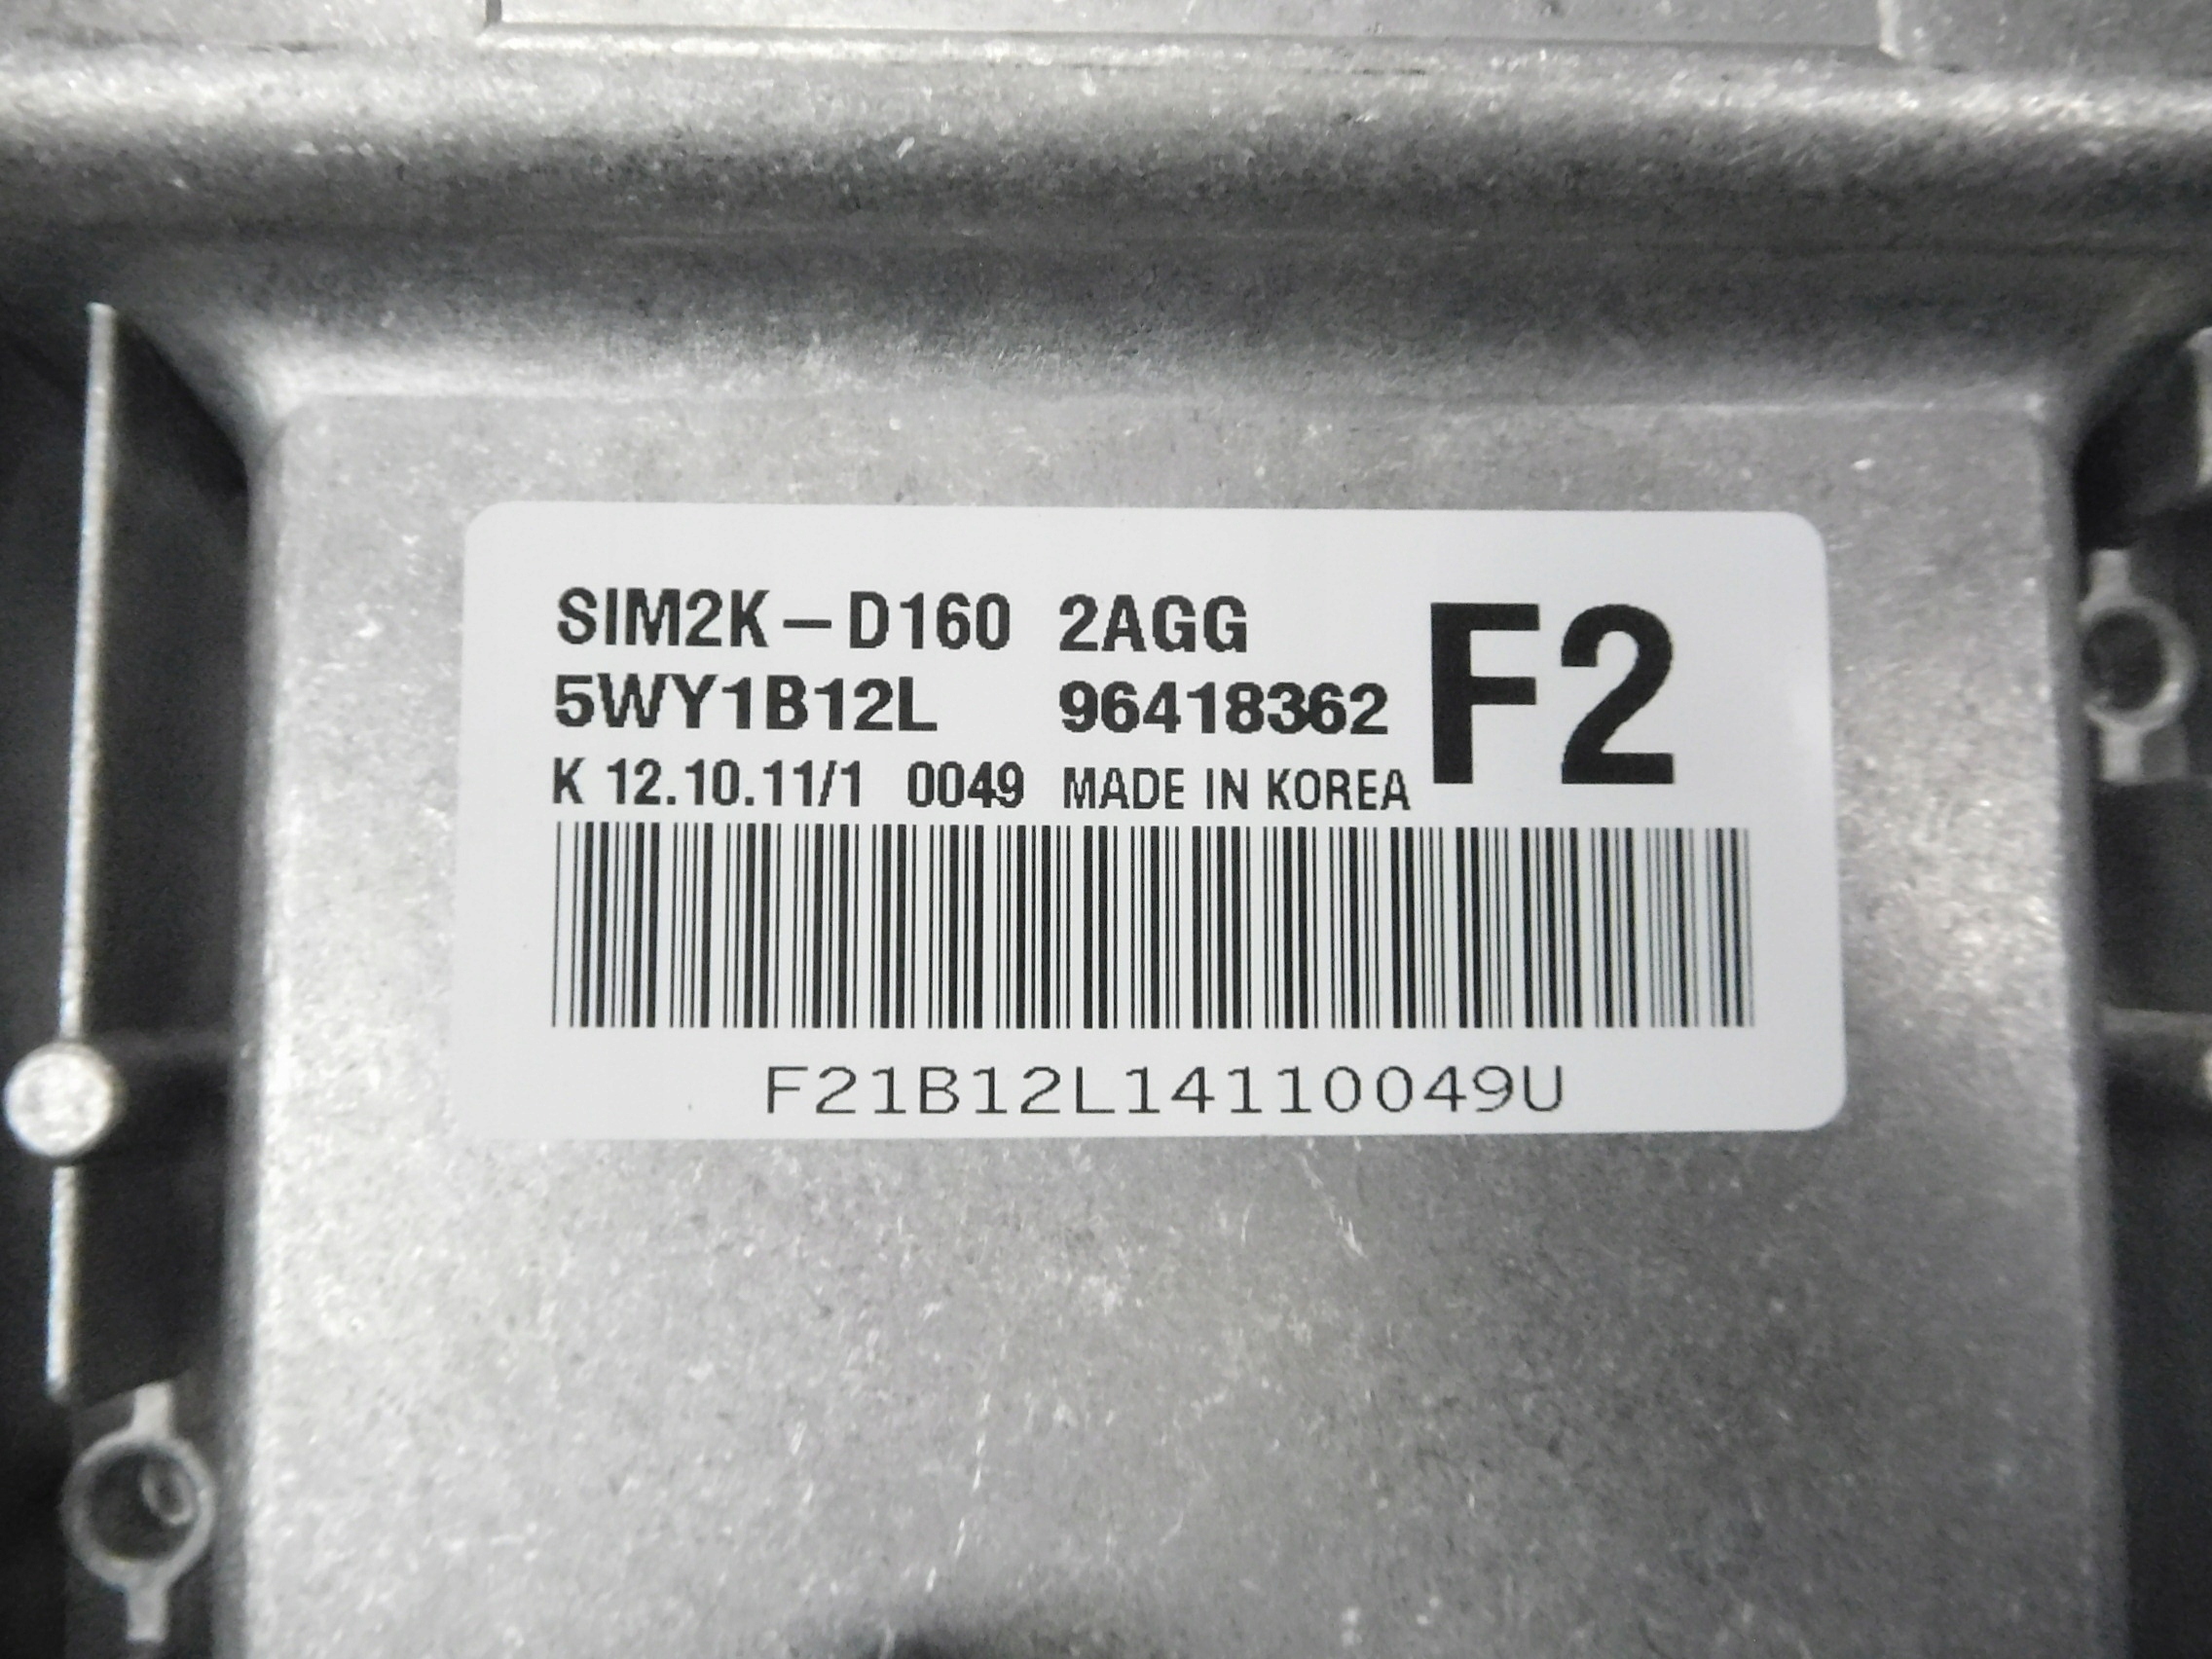 SIM2K-D160 2AGG
5WY1B12L 96418362
F2
K 12.10.11/1 0049 MADE IN KOREA
F21B12L14110049U